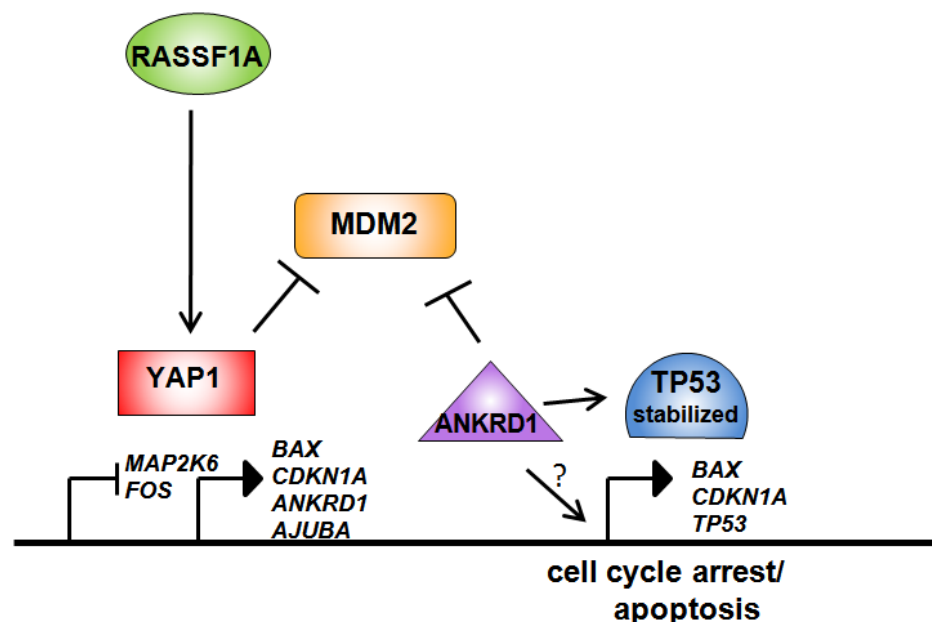 RASSF1A
MDM2
YAP1
ANKRD1
TP53
stabilized
MAP2K6
FOS
BAX
CDKN1A
ANKRD1
AJUBA
?
BAX
CDKN1A
TP53
cell cycle arrest/
apoptosis